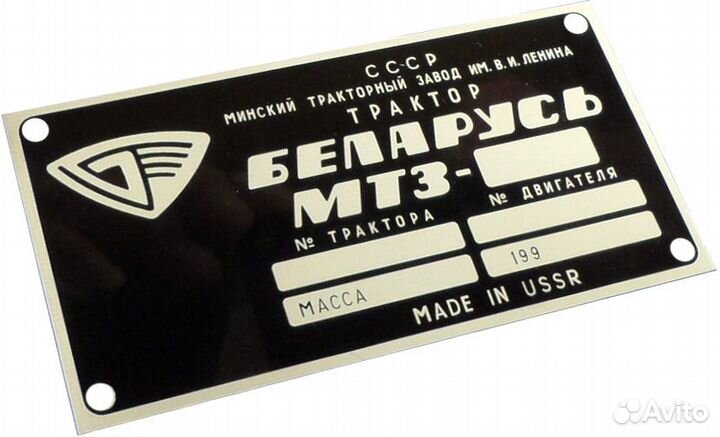 СССР
МИНСКИЙ ТРАКТОРНЫЙ ЗАВОД ИМ. В. И. ЛЕНИНА
ТРАКТОР
БЕЛАРУСЬ
МТЗ-
№ ТРАКТОРА № ДВИГАТЕЛЯ
МАССА 199
MADE IN USSR
Avito